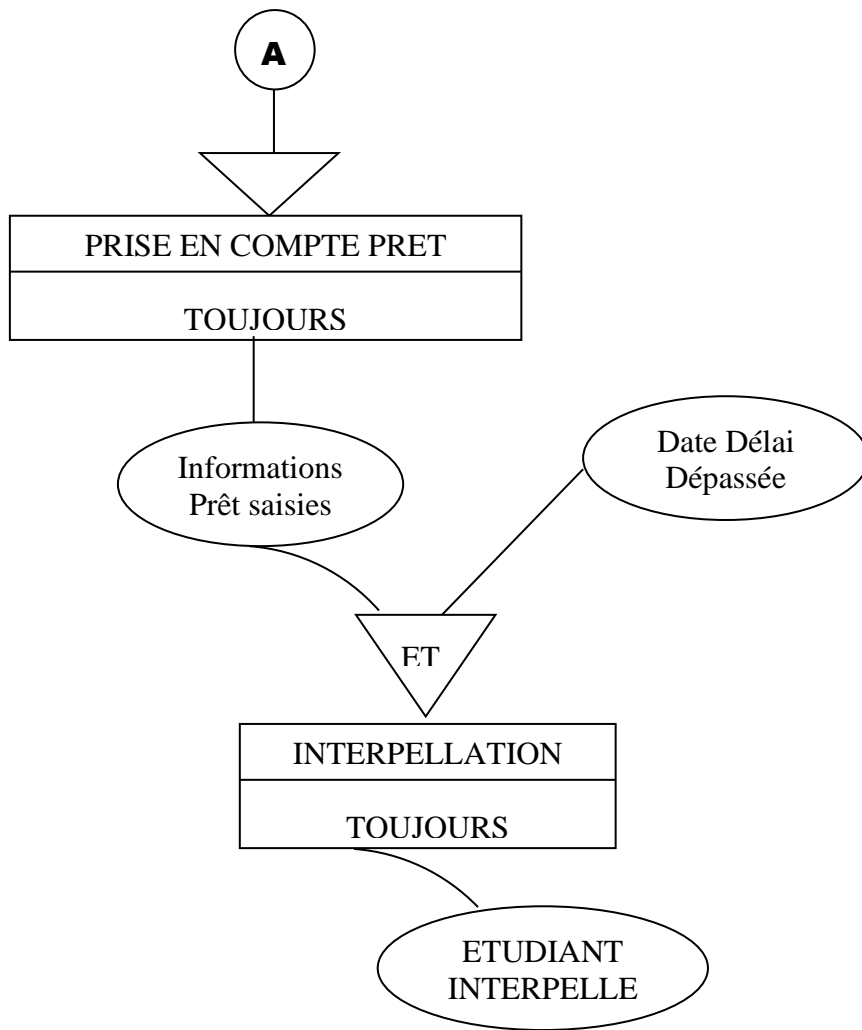 A
PRISE EN COMPTE PRET
TOUJOURS
Informations
Prêt saisies
Date Délai
Dépassée
ET
INTERPELLATION
TOUJOURS
ETUDIANT
INTERPELLE